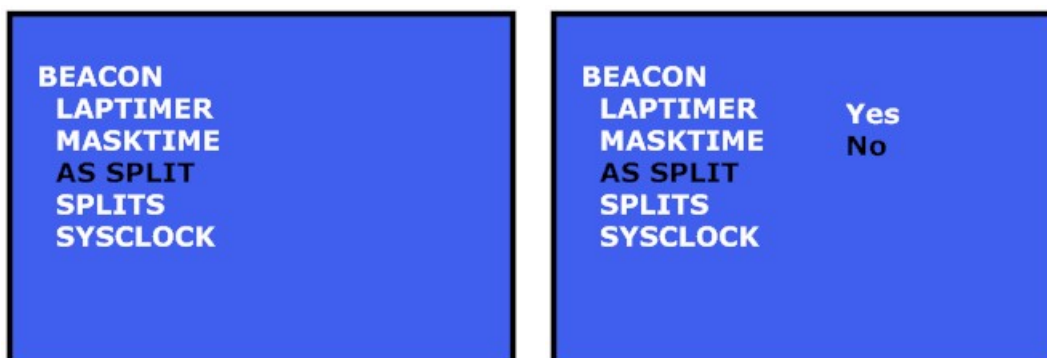 BEACON
LAPTIMER
MASKTIME
AS SPLIT
SPLITS
SYSCLOCK
BEACON
LAPTIMER
MASKTIME
AS SPLIT
SPLITS
SYSCLOCK
Yes
No